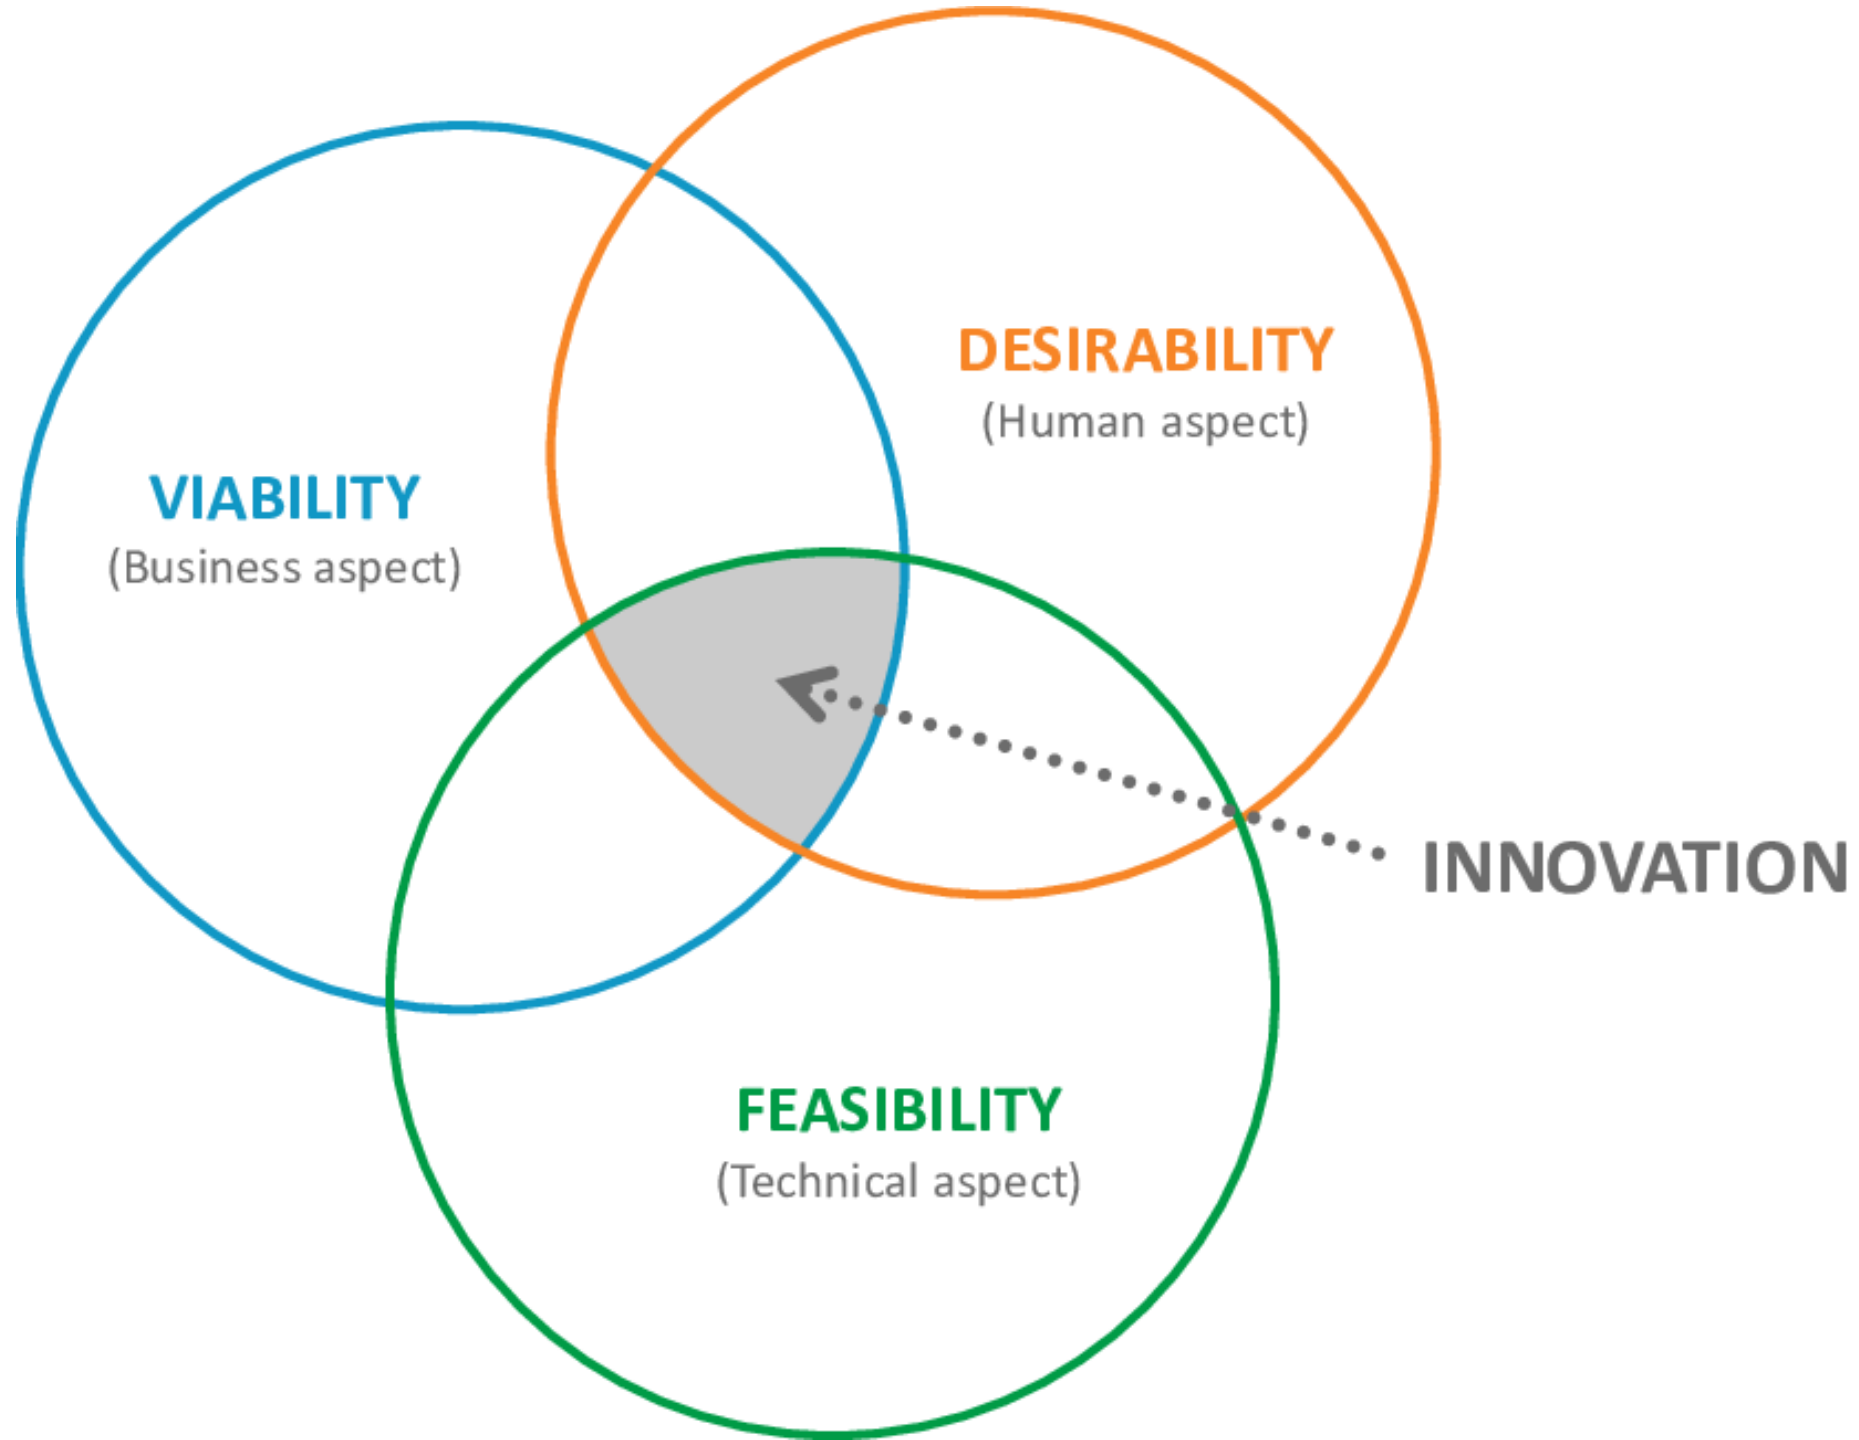 DESIRABILITY
(Human aspect)
VIABILITY
(Business aspect)
INNOVATION
FEASIBILITY
(Technical aspect)